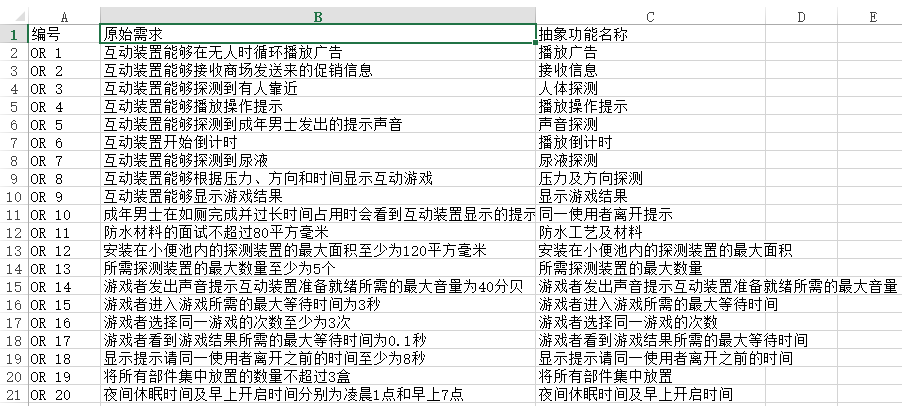 A B C D E
1 编号 原始需求 抽象功能名称
2 OR 1 互动装置能够在无人时循环播放广告 播放广告
3 OR 2 互动装置能够接收商场发送来的促销信息 接收信息
4 OR 3 互动装置能够探测到有人靠近 人体探测
5 OR 4 互动装置能够播放操作提示 播放操作提示
6 OR 5 互动装置能够探测到成年男士发出的提示声音 声音探测
7 OR 6 互动装置开始倒计时 播放倒计时
8 OR 7 互动装置能够探测到尿液 尿液探测
9 OR 8 互动装置能够根据压力、方向和时间显示互动游戏 压力及方向探测
10 OR 9 互动装置能够显示游戏结果 显示游戏结果
11 OR 10 成年男士在如厕完成并过长时间占用时会看到互动装置显示的提示 同一使用者离开提示
12 OR 11 防水材料的面试不超过80平方毫米 防水工艺及材料
13 OR 12 安装在小便池内的探测装置的最大面积至少为120平方毫米 安装在小便池内的探测装置的最大面积
14 OR 13 所需探测装置的最大数量至少为5个 所需探测装置的最大数量
15 OR 14 游戏者发出声音提示互动装置准备就绪所需的最大音量为40分贝 游戏者发出声音提示互动装置准备就绪所需的最大音量
16 OR 15 游戏者进入游戏所需的最大等待时间为3秒 游戏者进入游戏所需的最大等待时间
17 OR 16 游戏者选择同一游戏的次数至少为3次 游戏者选择同一游戏的次数
18 OR 17 游戏者看到游戏结果所需的最大等待时间为0.1秒 游戏者看到游戏结果所需的最大等待时间
19 OR 18 显示提示请同一使用者离开之前的时间至少为8秒 显示提示请同一使用者离开之前的时间
20 OR 19 将所有部件集中放置的数量不超过3盒 将所有部件集中放置
21 OR 20 夜间休眠时间及早上开启时间分别为凌晨1点和早上7点 夜间休眠时间及早上开启时间